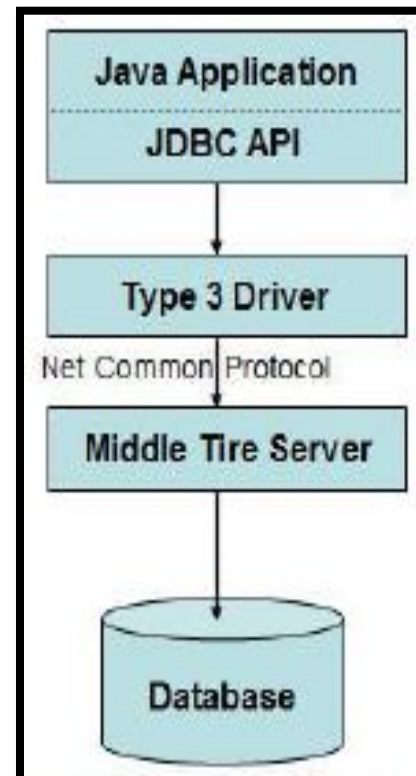 Java Application
JDBC API
Type 3 Driver
Net Common Protocol
Middle Tire Server
Database